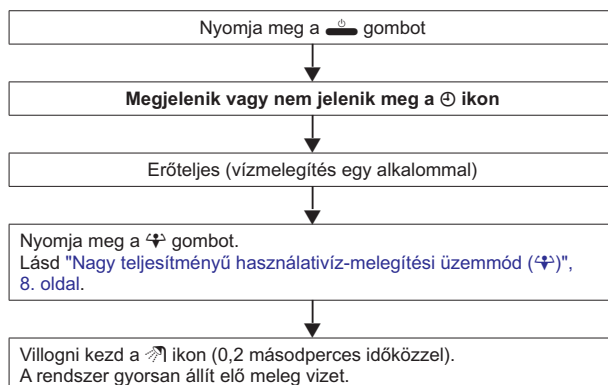 Nyomja meg a gombot
Megjelenik vagy nem jelenik meg a ikon
Erőteljes (vízmelegítés egy alkalommal)
Nyomja meg a gombot.
Lásd "Nagy teljesítményű használativíz-melegítési üzemmód ( )",
8. oldal.
Villogni kezd a ikon (0,2 másodperces időközzel).
A rendszer gyorsan állít elő meleg vizet.